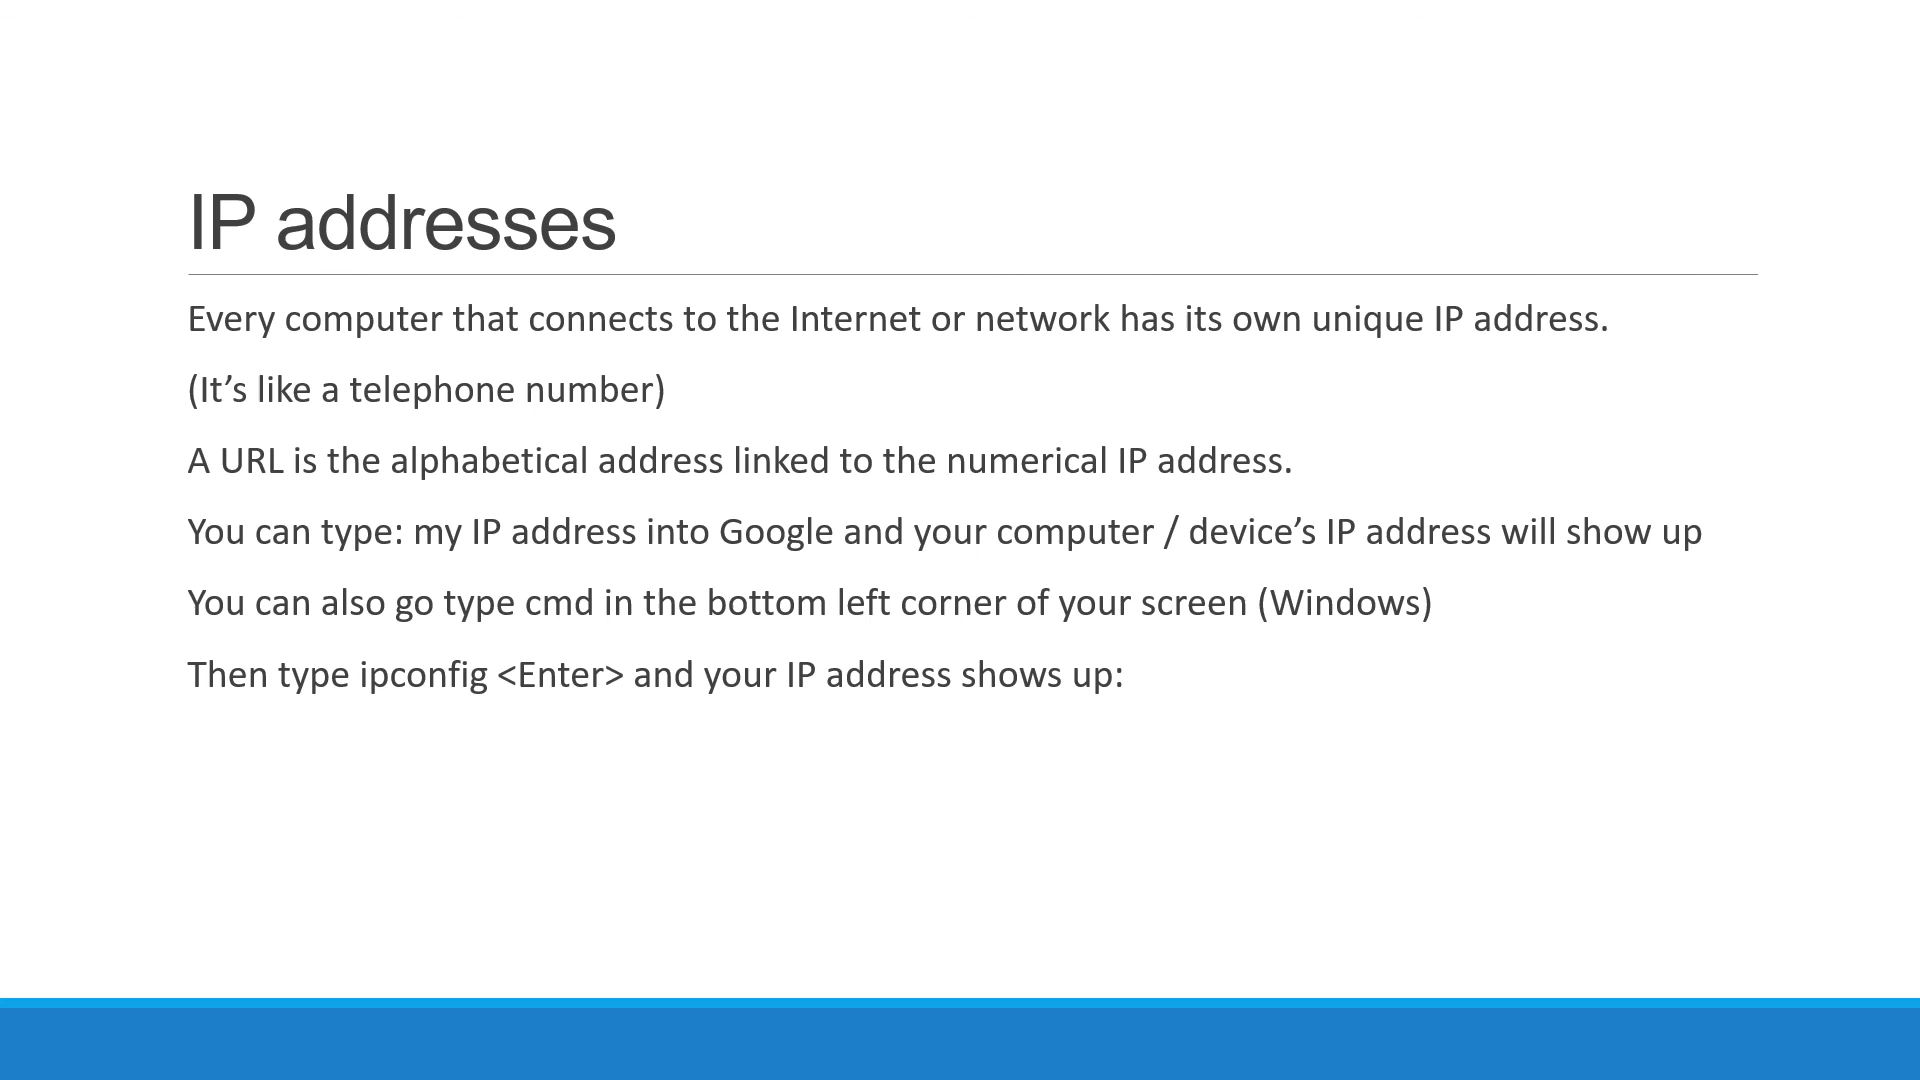 IP addresses
Every computer that connects to the Internet or network has its own unique IP address.
(It’s like a telephone number)
A URL is the alphabetical address linked to the numerical IP address.
You can type: my IP address into Google and your computer / device’s IP address will show up
You can also go type cmd in the bottom left corner of your screen (Windows)
Then type ipconfig <Enter> and your IP address shows up: